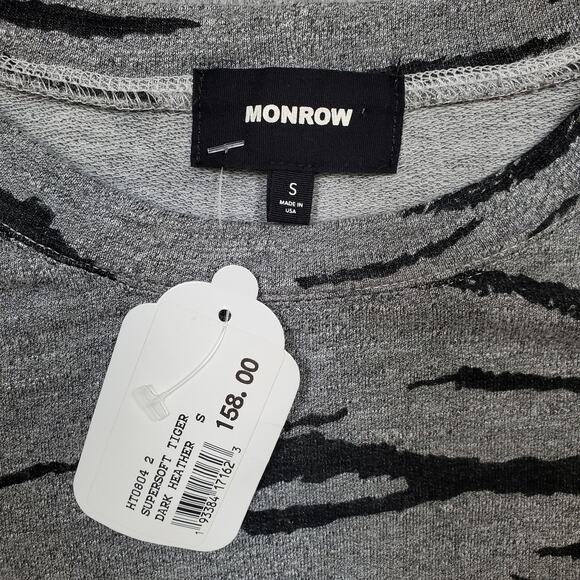 MONROW
S
MADE IN
USA
HT0804 2
SUPERSOFT TIGER
DARK HEATHER S
158.00
1 93384 17162 3